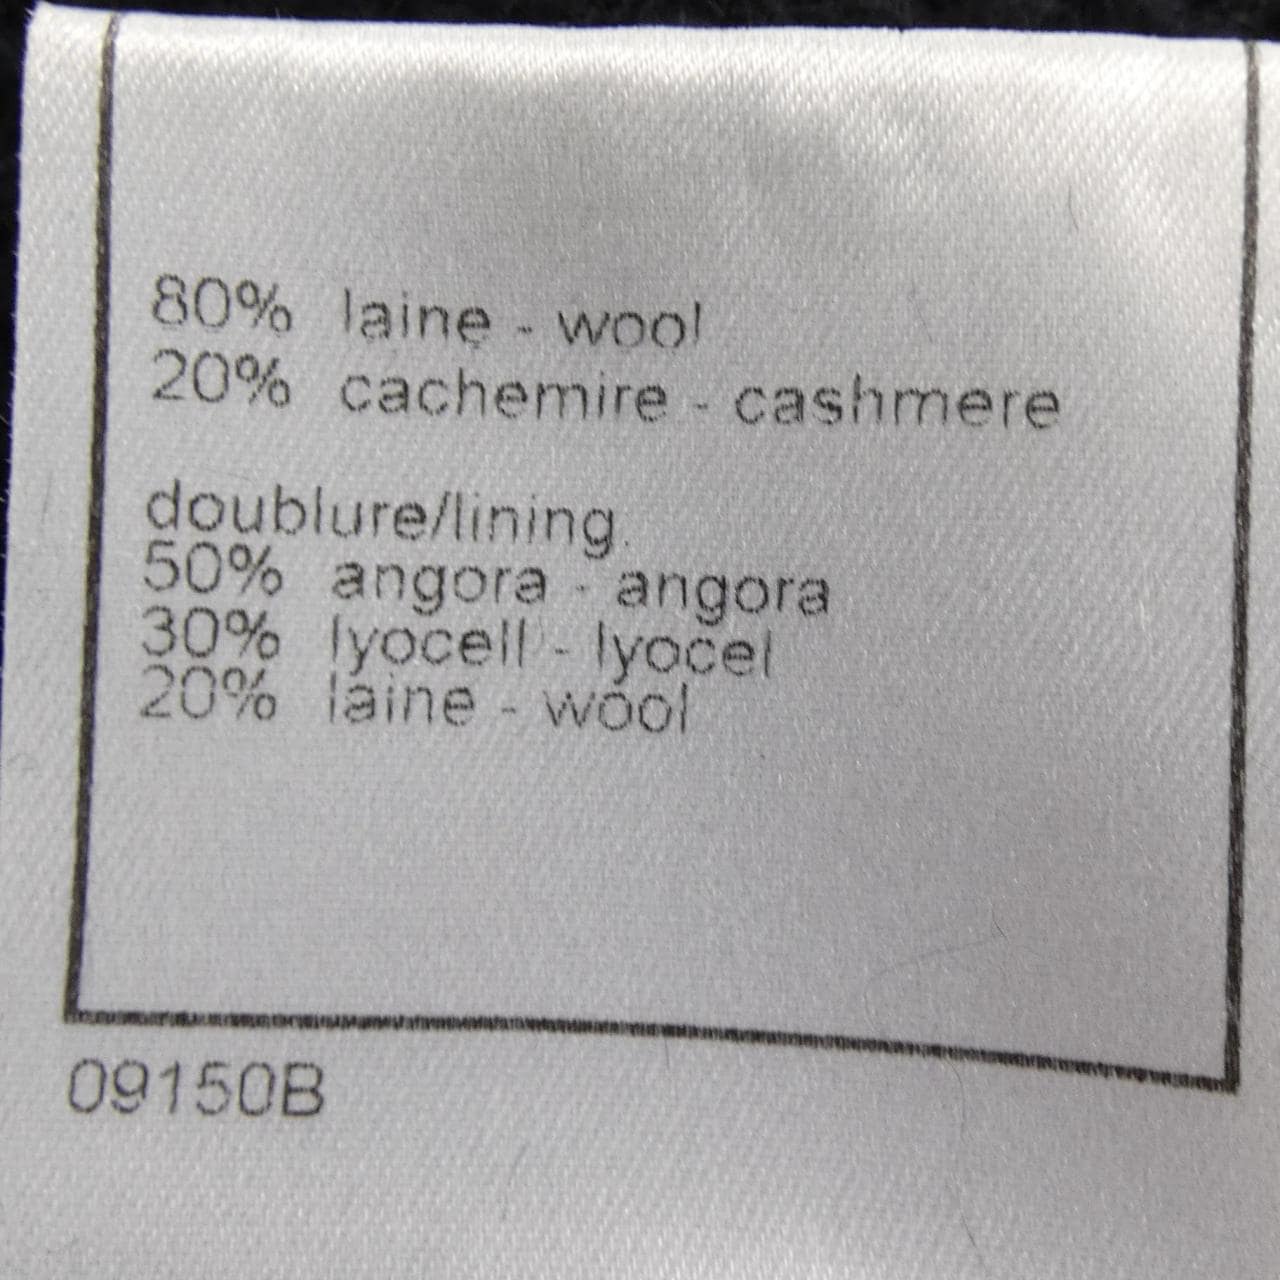 80% laine - wool
20% cachemire - cashmere
doublure/lining.
50% angora - angora
30% lyocell - lyocel
20% laine - wool
09150B